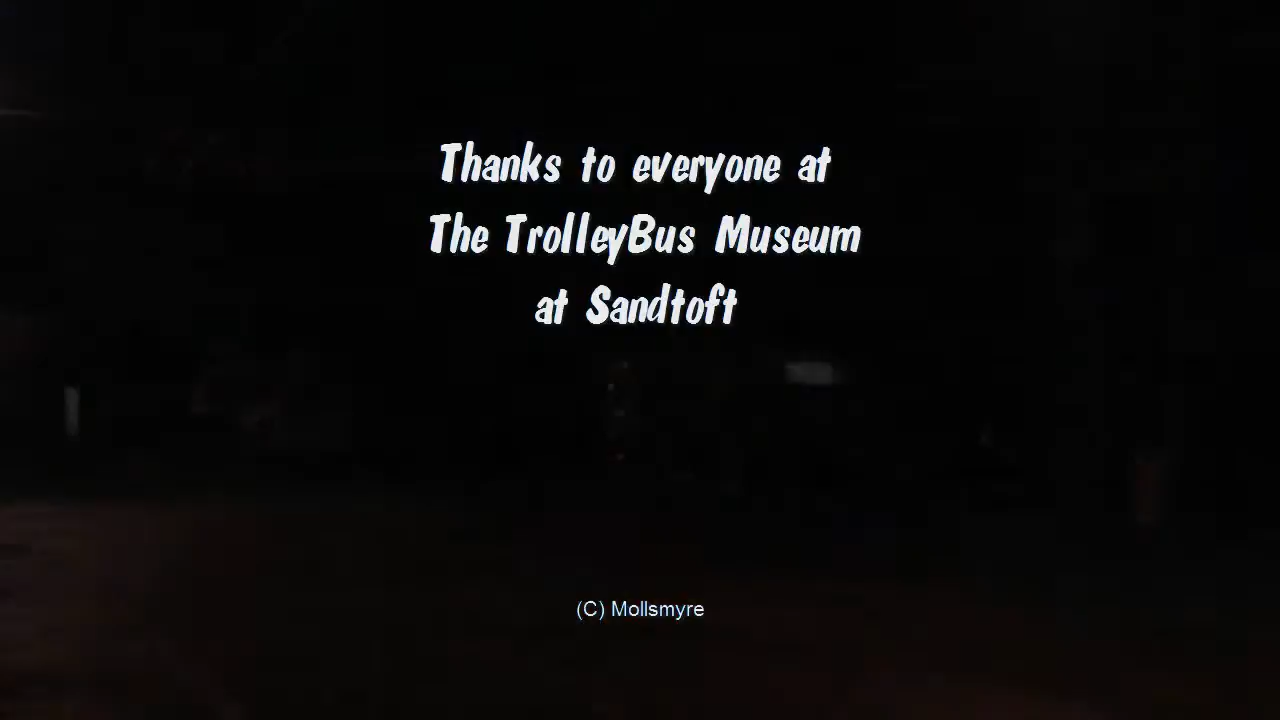 Thanks to everyone at
The TrolleyBus Museum
at Sandtoft
(C) Mollsmyre